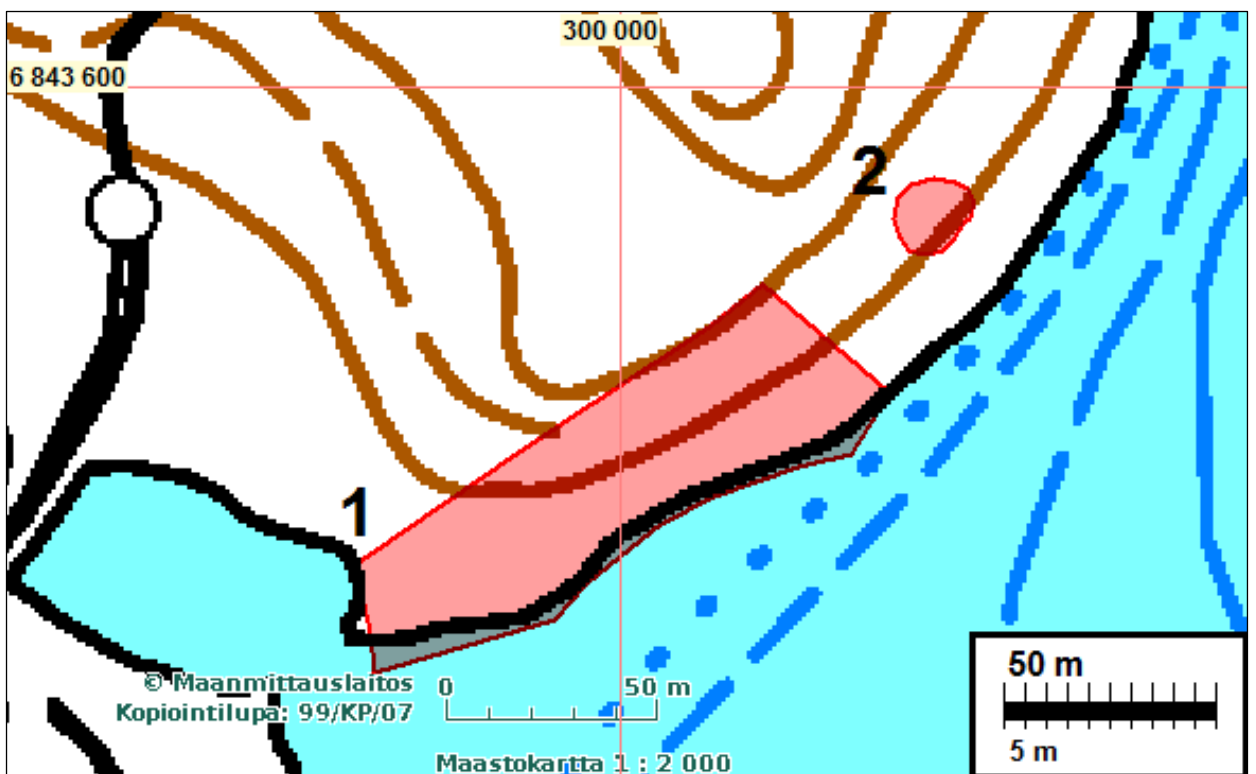 300 000
6 843 600
2
1
50 m
5 m
© Maanmittauslaitos
0 50 m
Kopiointilupa: 99/KP/07
Maastokartta 1 : 2 000